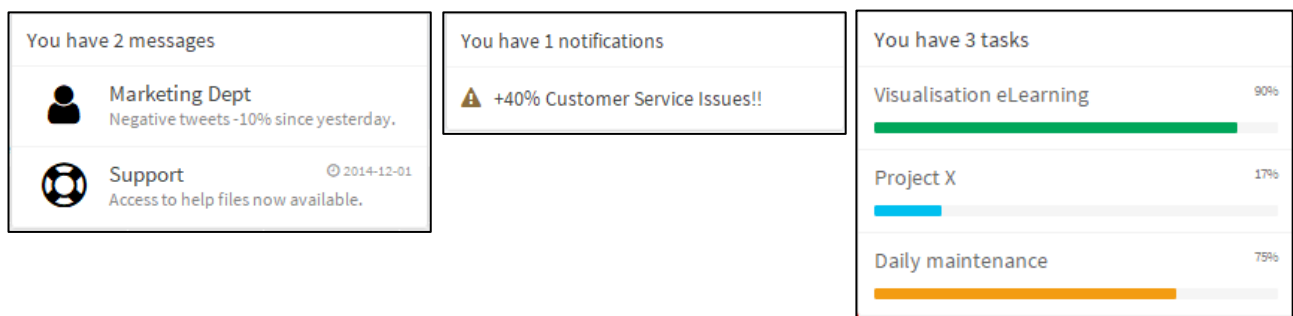 You have 2 messages
Marketing Dept
Negative tweets -10% since yesterday.
Support 2014-12-01
Access to help files now available.
You have 1 notifications
+40% Customer Service Issues!!
You have 3 tasks
Visualisation eLearning 90%
Project X 17%
Daily maintenance 75%